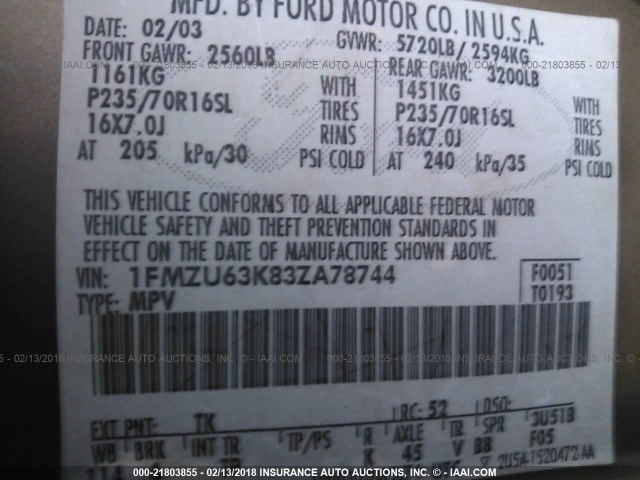 MFD. BY FORD MOTOR CO. IN U.S.A.
DATE: 02/03 GVWR: 5720LB/ 2594KG
FRONT GAWR: 2560LB REAR GAWR: 3200LB
1161KG WITH 1451KG WITH
P235/70R16SL TIRES P235/70R16SL TIRES
16X7.0J RIMS 16X7.0J RIMS
AT 205 kPa/30 PSI COLD AT 240 kPa/35 PSI COLD
THIS VEHICLE CONFORMS TO ALL APPLICABLE FEDERAL MOTOR
VEHICLE SAFETY AND THEFT PREVENTION STANDARDS IN
EFFECT ON THE DATE OF MANUFACTURE SHOWN ABOVE.
VIN: 1FMZU63K83ZA78744 F0051
TYPE: MPV T0193
EXT PNT: TK RC: 52 DSO:
WB BRK INT TR TP/PS R AXLE TR SPR 3U51B
K 45 V BB F05
000-21803855 - 02/13/2018 INSURANCE AUTO AUCTIONS, INC. - IAAI.COM